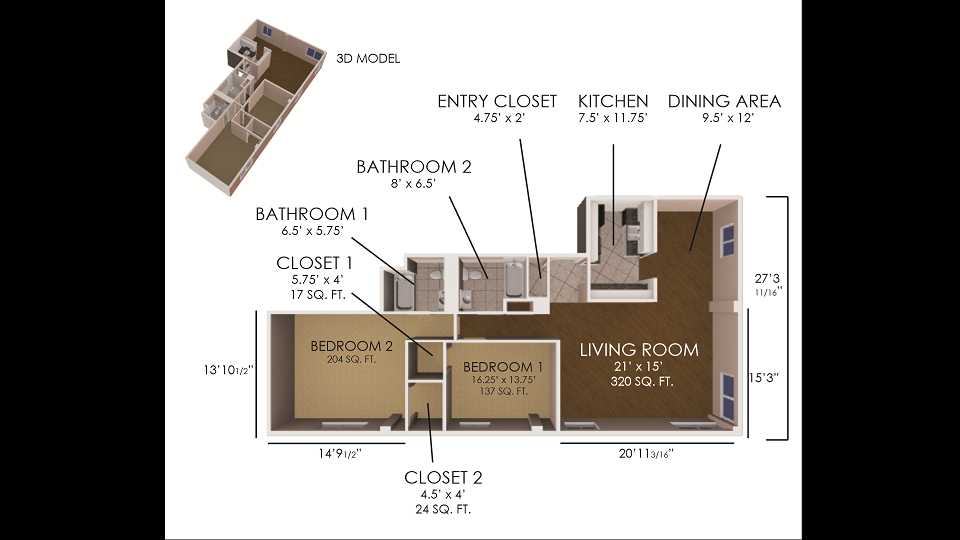 3D MODEL
ENTRY CLOSET
4.75' x 2'
KITCHEN
7.5' x 11.75'
DINING AREA
9.5' x 12'
BATHROOM 2
8' x 6.5'
BATHROOM 1
6.5' x 5.75'
CLOSET 1
5.75' x 4'
17 SQ. FT.
27'3
11/16"
BEDROOM 2
204 SQ. FT.
BEDROOM 1
16.25' x 13.75'
137 SQ. FT.
LIVING ROOM
21' x 15'
320 SQ. FT.
13'10 1/2"
15'3"
14'9 1/2"
20'11 3/16"
CLOSET 2
4.5' x 4'
24 SQ. FT.